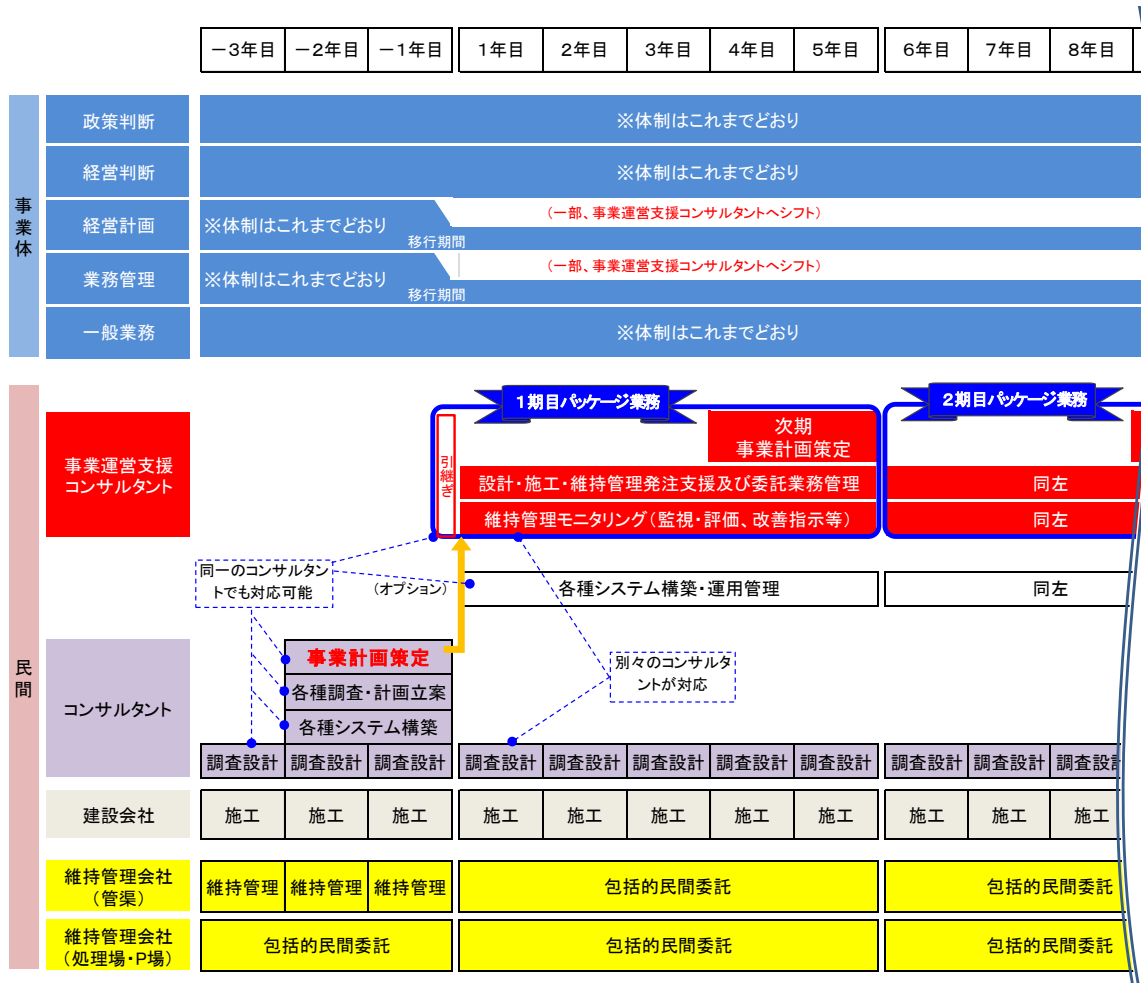 －3年目 －2年目 －1年目 1年目 2年目 3年目 4年目 5年目 6年目 7年目 8年目
事業体
政策判断 ※体制はこれまでどおり
経営判断 ※体制はこれまでどおり
経営計画 ※体制はこれまでどおり 移行期間 （一部、事業運営支援コンサルタントへシフト）
業務管理 ※体制はこれまでどおり 移行期間 （一部、事業運営支援コンサルタントへシフト）
一般業務 ※体制はこれまでどおり
民間
1期目パッケージ業務 2期目パッケージ業務
事業運営支援
コンサルタント
引継ぎ
次期
事業計画策定
設計・施工・維持管理発注支援及び委託業務管理 同左
維持管理モニタリング（監視・評価、改善指示等） 同左
同一のコンサルタン
トでも対応可能
（オプション） 各種システム構築・運用管理 同左
コンサルタント
事業計画策定
各種調査・計画立案
各種システム構築
別々のコンサルタ
ントが対応
調査設計 調査設計 調査設計 調査設計 調査設計 調査設計 調査設計 調査設計 調査設計 調査設計 調査設計
建設会社 施工 施工 施工 施工 施工 施工 施工 施工 施工 施工 施工
維持管理会社
（管渠）
維持管理 維持管理 維持管理 包括的民間委託 包括的民間委託
維持管理会社
（処理場・P場）
包括的民間委託 包括的民間委託 包括的民間委託